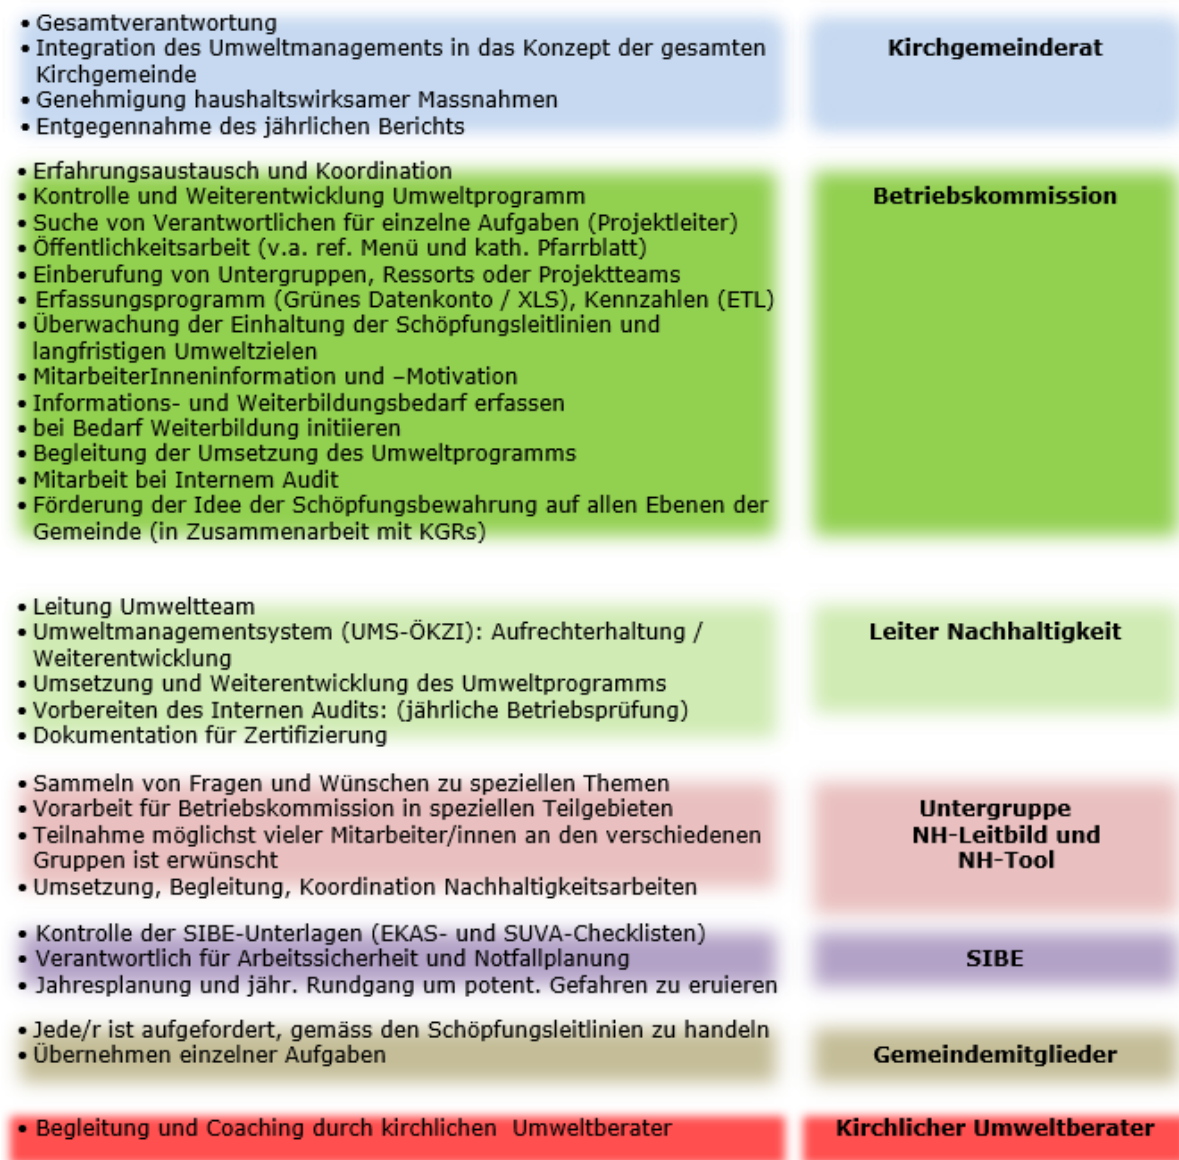 • Gesamtverantwortung
• Integration des Umweltmanagements in das Konzept der gesamten
Kirchgemeinde
• Genehmigung haushaltswirksamer Massnahmen
• Entgegennahme des jährlichen Berichts
Kirchgemeinderat
• Erfahrungsaustausch und Koordination
• Kontrolle und Weiterentwicklung Umweltprogramm
• Suche von Verantwortlichen für einzelne Aufgaben (Projektleiter)
• Öffentlichkeitsarbeit (v.a. ref. Menü und kath. Pfarrblatt)
• Einberufung von Untergruppen, Ressorts oder Projektteams
• Erfassungsprogramm (Grünes Datenkonto / XLS), Kennzahlen (ETL)
• Überwachung der Einhaltung der Schöpfungsleitlinien und
langfristigen Umweltzielen
• MitarbeiterInneninformation und –Motivation
• Informations- und Weiterbildungsbedarf erfassen
• bei Bedarf Weiterbildung initiieren
• Begleitung der Umsetzung des Umweltprogramms
• Mitarbeit bei Internem Audit
• Förderung der Idee der Schöpfungsbewahrung auf allen Ebenen der
Gemeinde (in Zusammenarbeit mit KGRs)
Betriebskommission
• Leitung Umweltteam
• Umweltmanagementsystem (UMS-ÖKZI): Aufrechterhaltung /
Weiterentwicklung
• Umsetzung und Weiterentwicklung des Umweltprogramms
• Vorbereiten des Internen Audits: (jährliche Betriebsprüfung)
• Dokumentation für Zertifizierung
Leiter Nachhaltigkeit
• Sammeln von Fragen und Wünschen zu speziellen Themen
• Vorarbeit für Betriebskommission in speziellen Teilgebieten
• Teilnahme möglichst vieler Mitarbeiter/innen an den verschiedenen
Gruppen ist erwünscht
• Umsetzung, Begleitung, Koordination Nachhaltigkeitsarbeiten
Untergruppe
NH-Leitbild und
NH-Tool
• Kontrolle der SIBE-Unterlagen (EKAS- und SUVA-Checklisten)
• Verantwortlich für Arbeitssicherheit und Notfallplanung
• Jahresplanung und jähr. Rundgang um potent. Gefahren zu eruieren
SIBE
• Jede/r ist aufgefordert, gemäss den Schöpfungsleitlinien zu handeln
• Übernehmen einzelner Aufgaben
Gemeindemitglieder
• Begleitung und Coaching durch kirchlichen Umweltberater
Kirchlicher Umweltberater